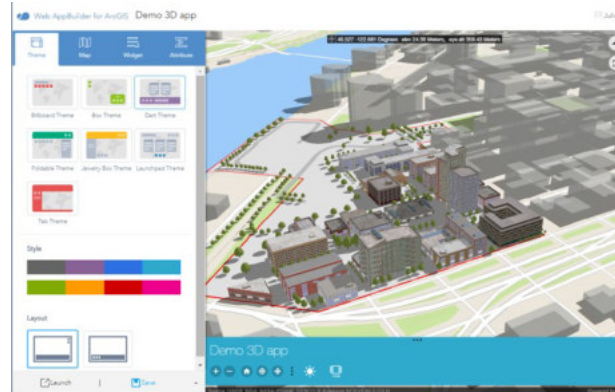 Web AppBuilder for ArcGIS Demo 3D app
Theme Map Widget Attribute
Billboard Theme Box Theme Dart Theme
Foldable Theme Jewelry Box Theme Launchpad Theme
Tab Theme
Style
Layout
Demo 3D app
Launch | Save